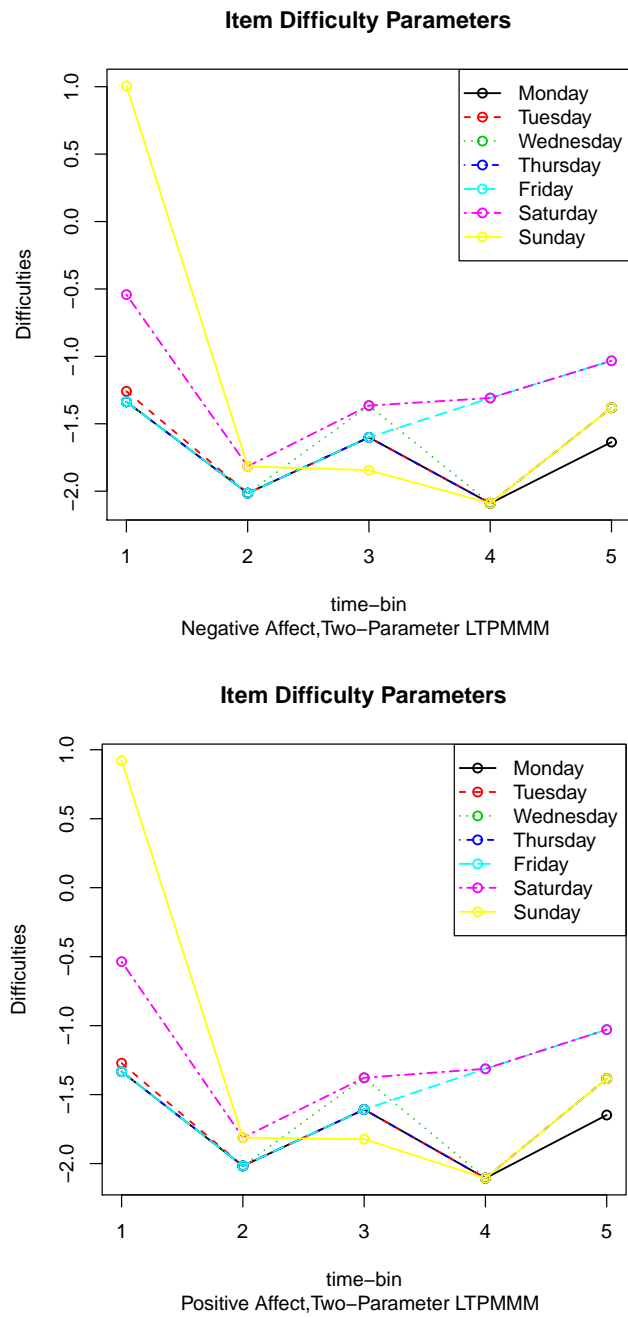 Item Difficulty Parameters
Monday
Tuesday
Wednesday
Thursday
Friday
Saturday
Sunday
Difficulties
1.0
0.5
0.0
−0.5
−1.0
−1.5
−2.0
1 2 3 4 5
time−bin
Negative Affect,Two−Parameter LTPMMM
Item Difficulty Parameters
Monday
Tuesday
Wednesday
Thursday
Friday
Saturday
Sunday
Difficulties
1.0
0.5
0.0
−0.5
−1.0
−1.5
−2.0
1 2 3 4 5
time−bin
Positive Affect,Two−Parameter LTPMMM